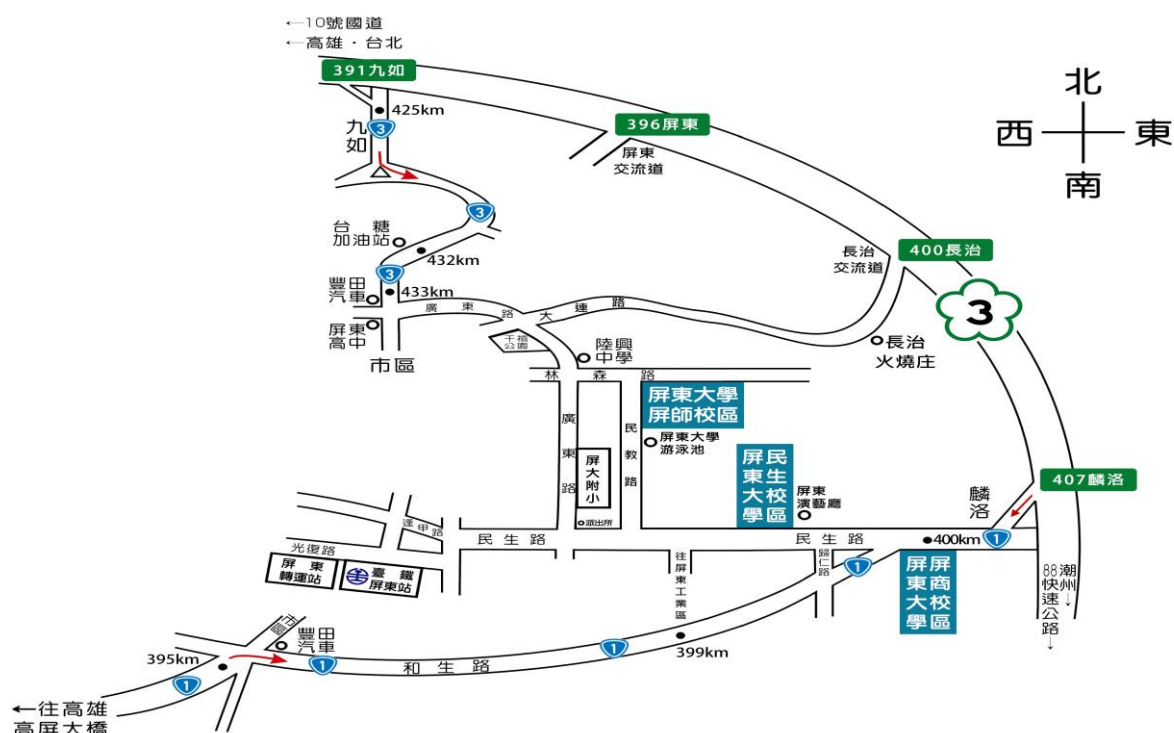 ←10號國道
←高雄．台北
391九如
425km
九如
3
396屏東
屏東
交流道
北
西 東
南
3
台糖
加油站
432km
3
433km
豐田
汽車
屏東
高中
市區
廣東路
大連路
千禧
公園
長治
交流道
400長治
3
長治
火燒庄
陸興
中學
林森路
屏東大學
屏師校區
廣東路
民教路
屏大附小
派出所
屏東大學
游泳池
屏東大學
民生校區
屏東
演藝廳
407麟洛
麟洛
1
400km
民生路
民生路
逢甲路
光復路
屏東
轉運站
臺鐵
屏東站
往屏東工業區
歸仁路
1
屏東大學
屏商校區
潮州↓
88快速公路↓
市區
豐田
汽車
395km
1
和生路
1
399km
1
←往高雄
高屏大橋